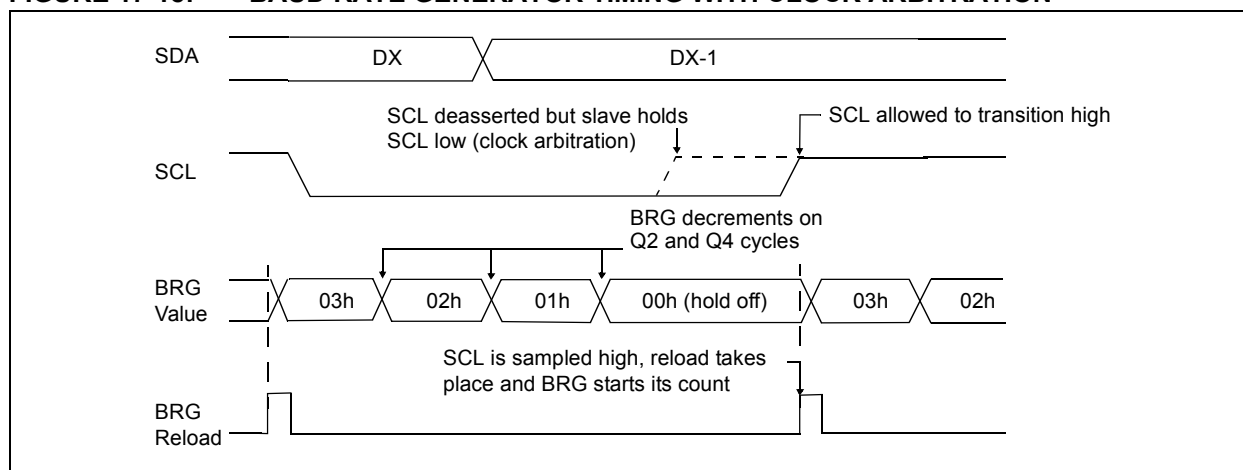 BAUD RATE GENERATOR TIMING WITH CLOCK ARBITRATION
SDA
DX
DX-1
SCL deasserted but slave holds
SCL low (clock arbitration)
SCL allowed to transition high
SCL
BRG decrements on
Q2 and Q4 cycles
BRG
Value
03h
02h
01h
00h (hold off)
03h
02h
SCL is sampled high, reload takes
place and BRG starts its count
BRG
Reload